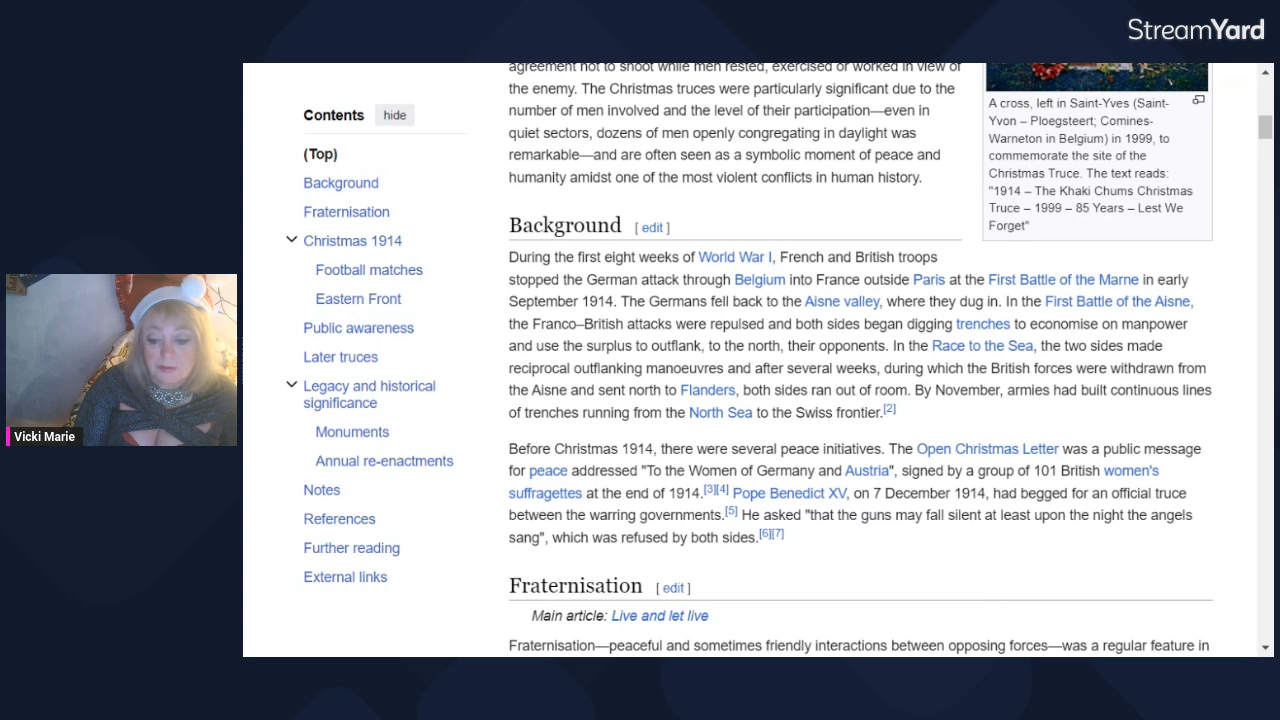 StreamYard
agreement not to shoot while men rested, exercised or worked in view of
the enemy. The Christmas truces were particularly significant due to the
number of men involved and the level of their participation—even in
quiet sectors, dozens of men openly congregating in daylight was
remarkable—and are often seen as a symbolic moment of peace and
humanity amidst one of the most violent conflicts in human history.
A cross, left in Saint-Yves (Saint-
Yvon – Ploegsteert; Comines-
Warneton in Belgium) in 1999, to
commemorate the site of the
Christmas Truce. The text reads:
"1914 – The Khaki Chums Christmas
Truce – 1999 – 85 Years – Lest We
Forget"
Contents hide
(Top)
Background
Fraternisation
Christmas 1914
Football matches
Eastern Front
Public awareness
Later truces
Legacy and historical
significance
Monuments
Annual re-enactments
Notes
References
Further reading
External links
Background [ edit ]
During the first eight weeks of World War I, French and British troops
stopped the German attack through Belgium into France outside Paris at the First Battle of the Marne in early
September 1914. The Germans fell back to the Aisne valley, where they dug in. In the First Battle of the Aisne,
the Franco–British attacks were repulsed and both sides began digging trenches to economise on manpower
and use the surplus to outflank, to the north, their opponents. In the Race to the Sea, the two sides made
reciprocal outflanking manoeuvres and after several weeks, during which the British forces were withdrawn from
the Aisne and sent north to Flanders, both sides ran out of room. By November, armies had built continuous lines
of trenches running from the North Sea to the Swiss frontier.[2]
Before Christmas 1914, there were several peace initiatives. The Open Christmas Letter was a public message
for peace addressed "To the Women of Germany and Austria", signed by a group of 101 British women's
suffragettes at the end of 1914.[3][4] Pope Benedict XV, on 7 December 1914, had begged for an official truce
between the warring governments.[5] He asked "that the guns may fall silent at least upon the night the angels
sang", which was refused by both sides.[6][7]
Fraternisation [ edit ]
Main article: Live and let live
Fraternisation—peaceful and sometimes friendly interactions between opposing forces—was a regular feature in
Vicki Marie